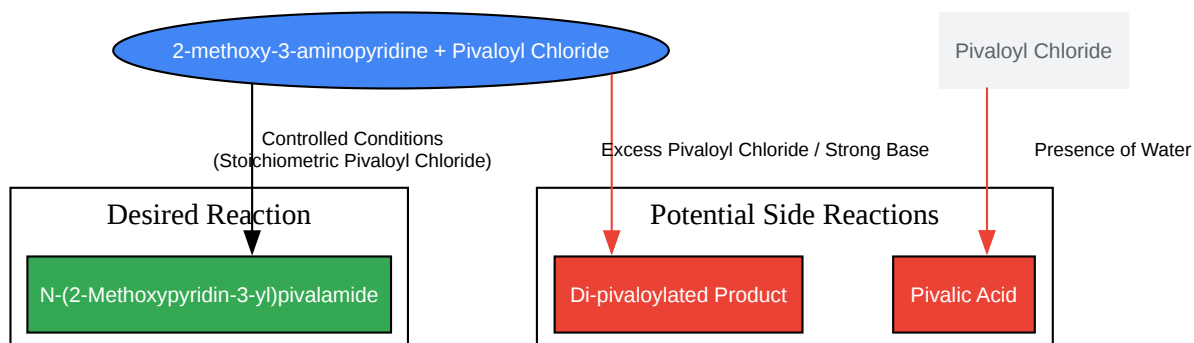 2-methoxy-3-aminopyridine + Pivaloyl Chloride
Pivaloyl Chloride
Controlled Conditions
(Stoichiometric Pivaloyl Chloride)
Excess Pivaloyl Chloride / Strong Base
Presence of Water
Desired Reaction
Potential Side Reactions
N-(2-Methoxypyridin-3-yl)pivalamide
Di-pivaloylated Product
Pivalic Acid